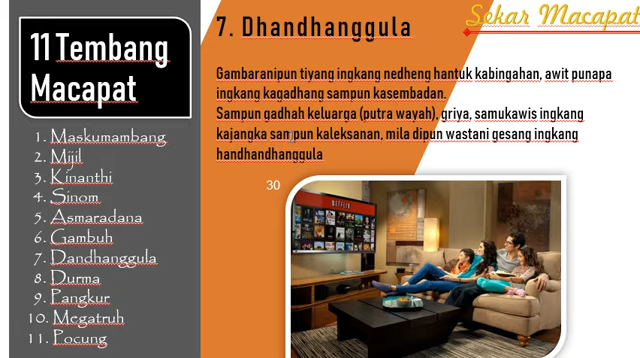 Sekar Macapat
11 Tembang
Macapat
1. Maskumambang
2. Mijil
3. Kinanthi
4. Sinom
5. Asmaradana
6. Gambuh
7. Dandhanggula
8. Durma
9. Pangkur
10. Megatruh
11. Pocung
7. Dhandhanggula
Gambaranipun tiyang ingkang nedheng hantuk kabingahan, awit punapa
ingkang kagadhang sampun kasembadan.
Sampun gadhah keluarga (putra wayah), griya, samukawis ingkang
kajangka sampun kaleksanan, mila dipun wastani gesang ingkang
handhandhanggula
30
NETFLIX